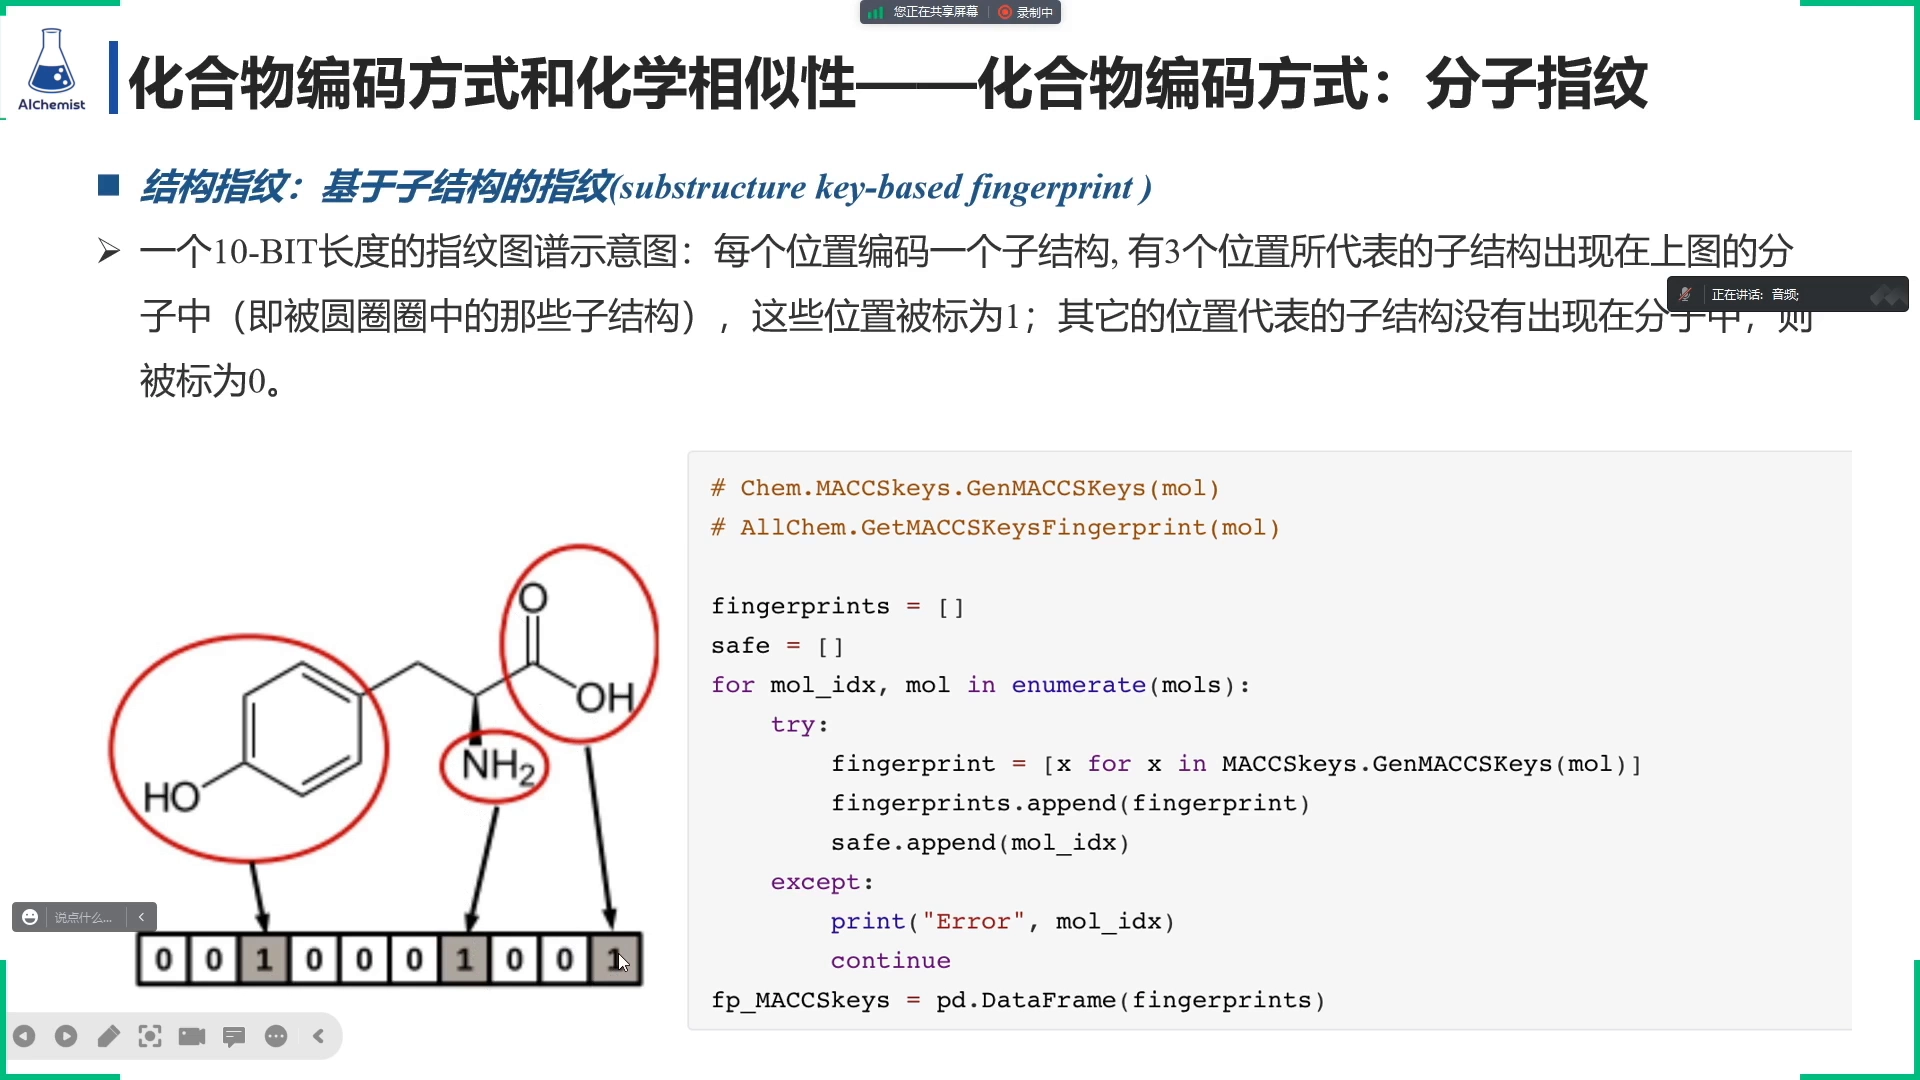 您正在共享屏幕
录制中
AIChemist
化合物编码方式和化学相似性——化合物编码方式：分子指纹
结构指纹：基于子结构的指纹(substructure key-based fingerprint )
一个10-BIT长度的指纹图谱示意图：每个位置编码一个子结构, 有3个位置所代表的子结构出现在上图的分
正在讲话: 音频;
子中（即被圆圈圈中的那些子结构），这些位置被标为1；其它的位置代表的子结构没有出现在分子中，则
被标为0。
O
OH
NH2
HO
0 0 1 0 0 0 1 0 0 1
说点什么...
# Chem.MACCSkeys.GenMACCSKeys(mol)
# AllChem.GetMACCSKeysFingerprint(mol)
fingerprints = []
safe = []
for mol_idx, mol in enumerate(mols):
try:
fingerprint = [x for x in MACCSkeys.GenMACCSKeys(mol)]
fingerprints.append(fingerprint)
safe.append(mol_idx)
except:
print("Error", mol_idx)
continue
fp_MACCSkeys = pd.DataFrame(fingerprints)